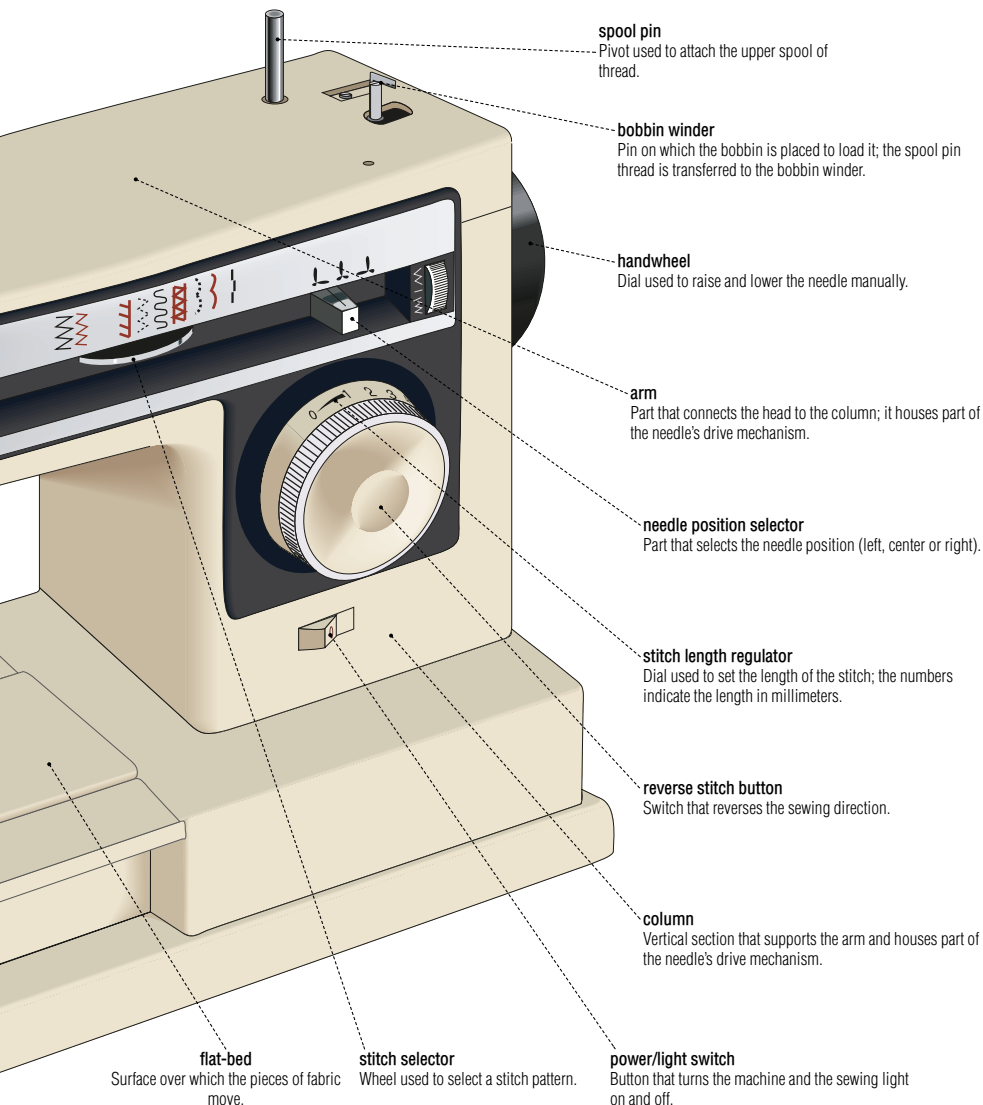 spool pin
Pivot used to attach the upper spool of
thread.
bobbin winder
Pin on which the bobbin is placed to load it; the spool pin
thread is transferred to the bobbin winder.
handwheel
Dial used to raise and lower the needle manually.
arm
Part that connects the head to the column; it houses part of
the needle's drive mechanism.
0 1 2 3
needle position selector
Part that selects the needle position (left, center or right).
stitch length regulator
Dial used to set the length of the stitch; the numbers
indicate the length in millimeters.
reverse stitch button
Switch that reverses the sewing direction.
column
Vertical section that supports the arm and houses part of
the needle's drive mechanism.
flat-bed
Surface over which the pieces of fabric
move.
stitch selector
Wheel used to select a stitch pattern.
power/light switch
Button that turns the machine and the sewing light
on and off.